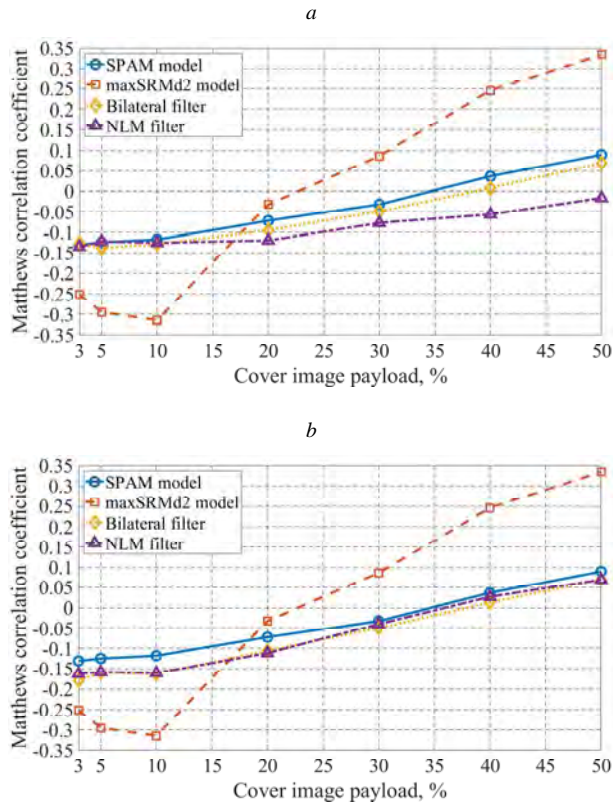 a
0.35
0.3
0.25
0.2
0.15
0.1
0.05
0
-0.05
-0.1
-0.15
-0.2
-0.25
-0.3
-0.35
Matthews correlation coefficient
SPAM model
maxSRMd2 model
Bilateral filter
NLM filter
3 5 10 15 20 25 30 35 40 45 50
Cover image payload, %
b
0.35
0.3
0.25
0.2
0.15
0.1
0.05
0
-0.05
-0.1
-0.15
-0.2
-0.25
-0.3
-0.35
Matthews correlation coefficient
SPAM model
maxSRMd2 model
Bilateral filter
NLM filter
3 5 10 15 20 25 30 35 40 45 50
Cover image payload, %